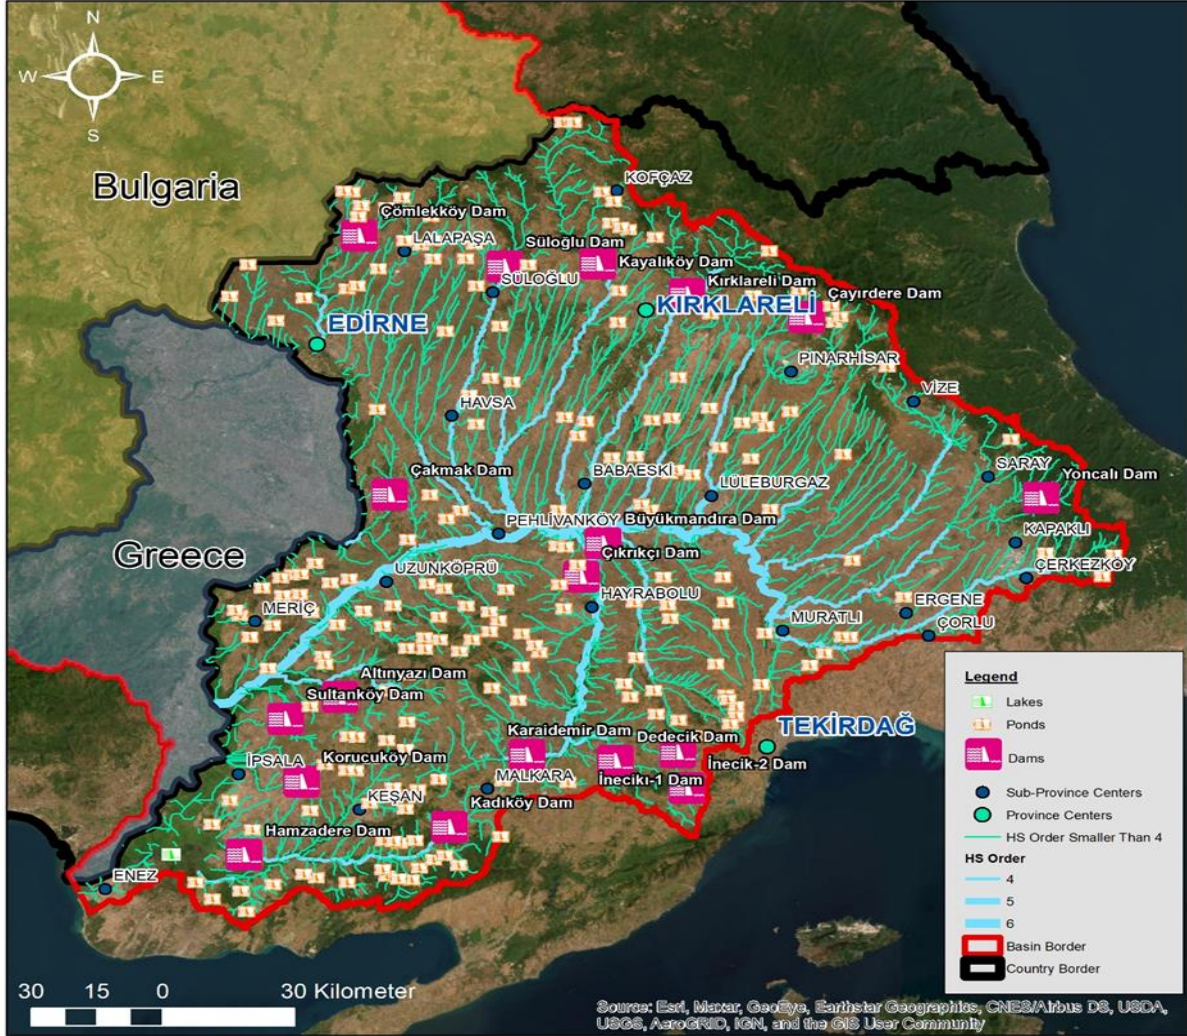 N
W
E
S
Bulgaria
KOFÇAZ
Çömlekköy Dam
LALAPAŞA
Süloğlu Dam
Kayalıköy Dam
SÜLOĞLU
Kırklareli Dam
Çayırdere Dam
KIRKLARELİ
EDİRNE
PINARHİSAR
VİZE
HAVSA
Çakmak Dam
BABAESKİ
LÜLEBURGAZ
SARAY
Yoncalı Dam
PEHLİVANKÖY
Büyükmandıra Dam
KAPAKLI
Greece
Çıkrıkçı Dam
UZUNKÖPRÜ
ÇERKEZKÖY
HAYRABOLU
MERİÇ
MURATLI
ERGENE
ÇORLU
Altınyazı Dam
Sultanköy Dam
Karaidemir Dam
Dedecik Dam
TEKİRDAĞ
İPSALA
Korucuköy Dam
MALKARA
İnecikı-1 Dam
İnecik-2 Dam
KEŞAN
Kadıköy Dam
Hamzadere Dam
ENEZ
Legend
Lakes
Ponds
Dams
Sub-Province Centers
Province Centers
HS Order Smaller Than 4
HS Order
4
5
6
Basin Border
Country Border
30 15 0 30 Kilometer
Source: Esri, Maxar, GeoEye, Earthstar Geographics, CNES/Airbus DS, USDA,
USGS, AeroGRID, IGN, and the GIS User Community